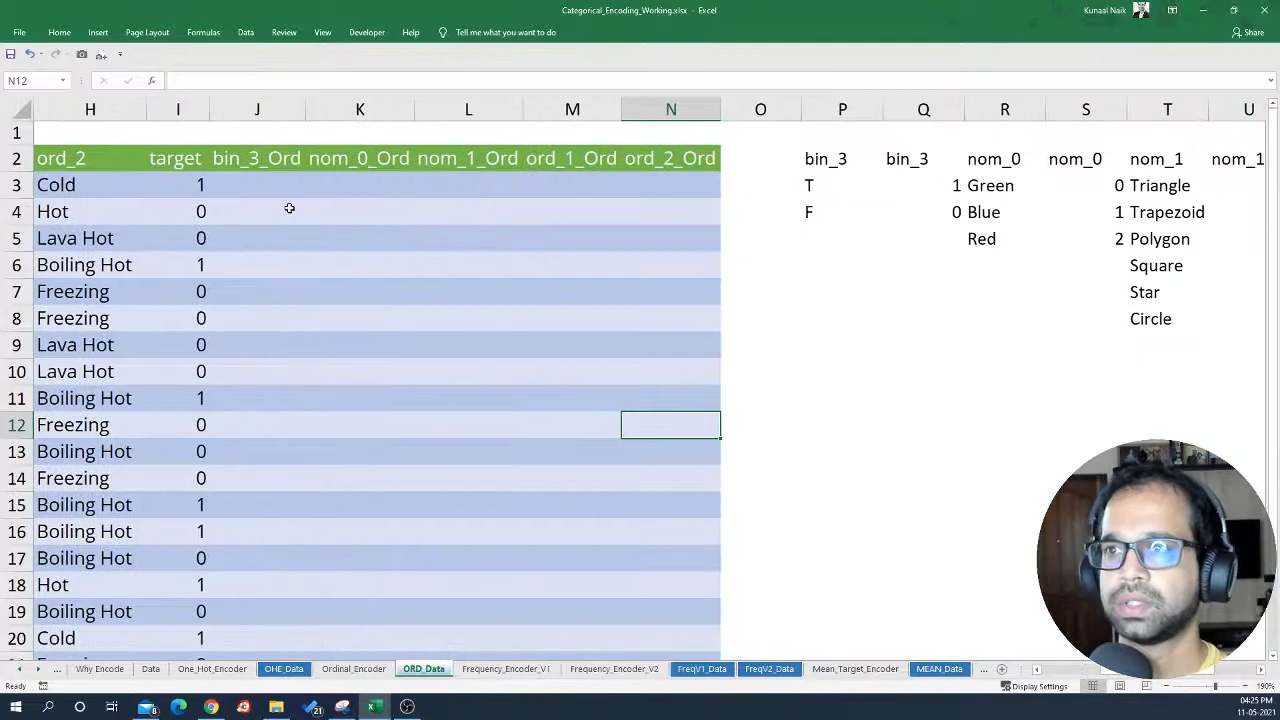 Categorical_Encoding_Working.xlsx - Excel
Kunaal Naik
File Home Insert Page Layout Formulas Data Review View Developer Help Tell me what you want to do Share
N12
H I J K L M N O P Q R S T U
1
2 ord_2 target bin_3_Ord nom_0_Ord nom_1_Ord ord_1_Ord ord_2_Ord bin_3 bin_3 nom_0 nom_0 nom_1 nom_1
3 Cold 1 T 1 Green 0 Triangle
4 Hot 0 F 0 Blue 1 Trapezoid
5 Lava Hot 0 Red 2 Polygon
6 Boiling Hot 1 Square
7 Freezing 0 Star
8 Freezing 0 Circle
9 Lava Hot 0
10 Lava Hot 0
11 Boiling Hot 1
12 Freezing 0
13 Boiling Hot 0
14 Freezing 0
15 Boiling Hot 1
16 Boiling Hot 1
17 Boiling Hot 0
18 Hot 1
19 Boiling Hot 0
20 Cold 1
... Why Encode Data One_Hot_Encoder OHE_Data Ordinal_Encoder ORD_Data Frequency_Encoder_V1 Frequency_Encoder_V2 FreqV1_Data FreqV2_Data Mean_Target_Encoder MEAN_Data ...
Ready Display Settings 190%
04:25 PM
11-05-2021